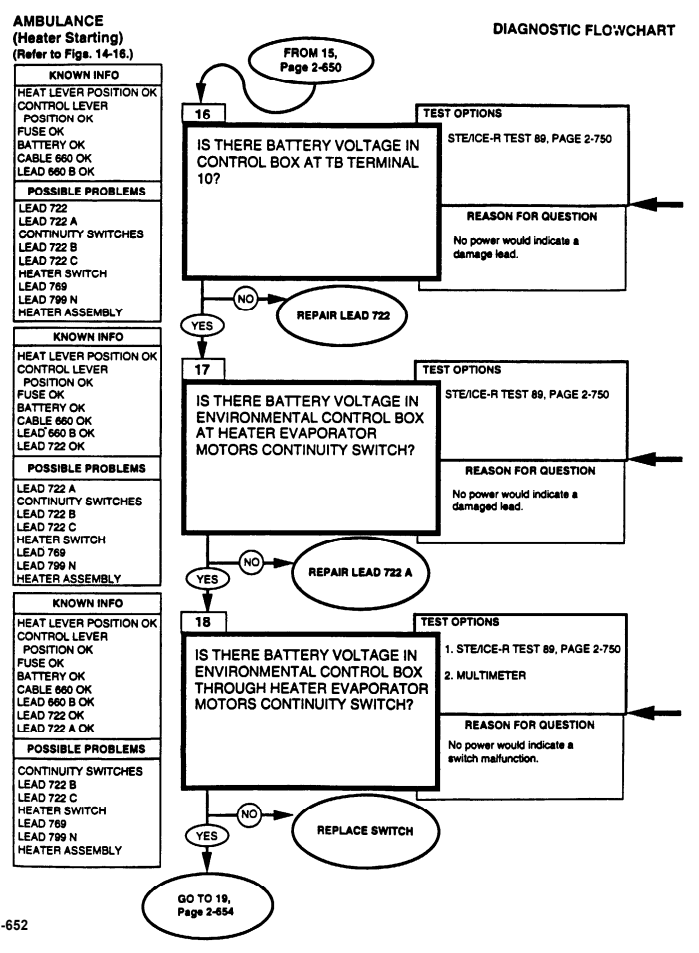 AMBULANCE
(Heater Starting)
(Refer to Figs. 14-16.)
DIAGNOSTIC FLOWCHART
FROM 15,
Page 2-650
KNOWN INFO
HEAT LEVER POSITION OK
CONTROL LEVER
POSITION OK
FUSE OK
BATTERY OK
CABLE 660 OK
LEAD 660 B OK
POSSIBLE PROBLEMS
LEAD 722
LEAD 722 A
CONTINUITY SWITCHES
LEAD 722 B
LEAD 722 C
HEATER SWITCH
LEAD 769
LEAD 799 N
HEATER ASSEMBLY
16
IS THERE BATTERY VOLTAGE IN
CONTROL BOX AT TB TERMINAL
10?
TEST OPTIONS
STE/ICE-R TEST 89, PAGE 2-750
REASON FOR QUESTION
No power would indicate a
damage lead.
NO
REPAIR LEAD 722
YES
KNOWN INFO
HEAT LEVER POSITION OK
CONTROL LEVER
POSITION OK
FUSE OK
BATTERY OK
CABLE 660 OK
LEAD 660 B OK
LEAD 722 OK
POSSIBLE PROBLEMS
LEAD 722 A
CONTINUITY SWITCHES
LEAD 722 B
LEAD 722 C
HEATER SWITCH
LEAD 769
LEAD 799 N
HEATER ASSEMBLY
17
IS THERE BATTERY VOLTAGE IN
ENVIRONMENTAL CONTROL BOX
AT HEATER EVAPORATOR
MOTORS CONTINUITY SWITCH?
TEST OPTIONS
STE/ICE-R TEST 89, PAGE 2-750
REASON FOR QUESTION
No power would indicate a
damaged lead.
NO
REPAIR LEAD 722 A
YES
KNOWN INFO
HEAT LEVER POSITION OK
CONTROL LEVER
POSITION OK
FUSE OK
BATTERY OK
CABLE 660 OK
LEAD 660 B OK
LEAD 722 OK
LEAD 722 A OK
POSSIBLE PROBLEMS
CONTINUITY SWITCHES
LEAD 722 B
LEAD 722 C
HEATER SWITCH
LEAD 769
LEAD 799 N
HEATER ASSEMBLY
18
IS THERE BATTERY VOLTAGE IN
ENVIRONMENTAL CONTROL BOX
THROUGH HEATER EVAPORATOR
MOTORS CONTINUITY SWITCH?
TEST OPTIONS
1. STE/ICE-R TEST 89, PAGE 2-750
2. MULTIMETER
REASON FOR QUESTION
No power would indicate a
switch malfunction.
NO
REPLACE SWITCH
YES
GO TO 19,
Page 2-654
-652